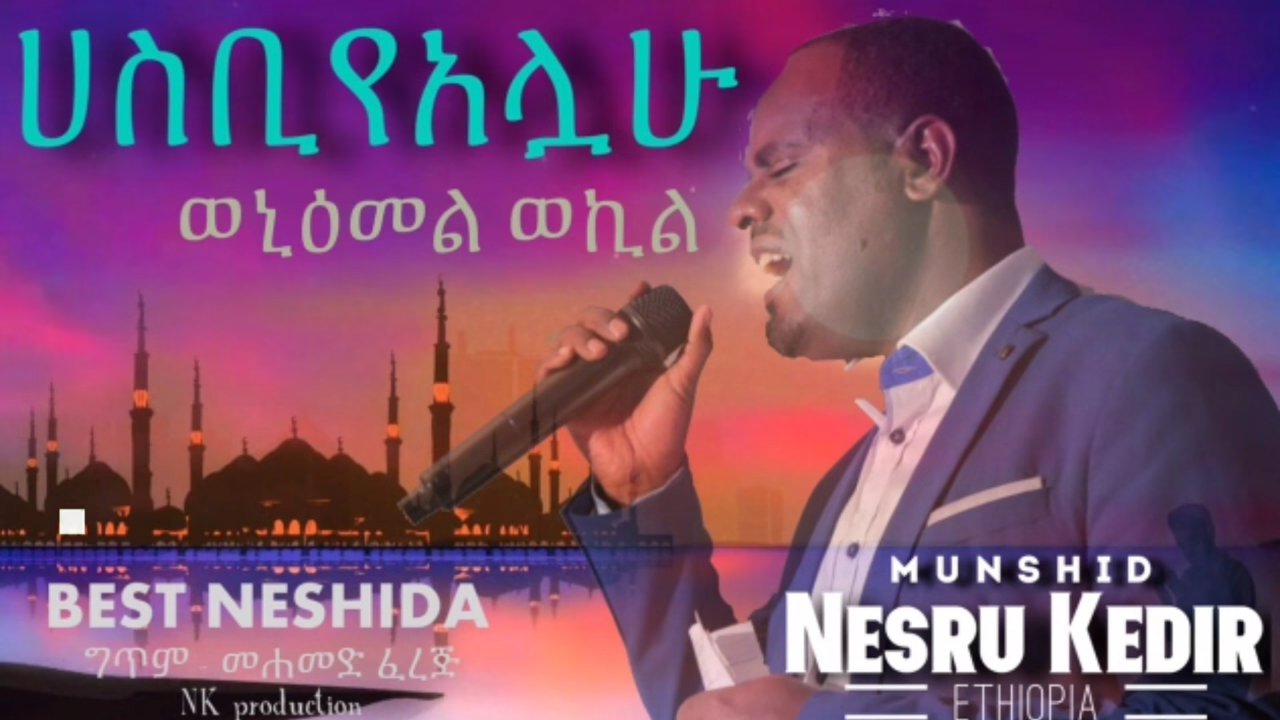 ሀስቢየአሏሁ
ወኒዕመል ወኪል
BEST NESHIDA
ግጥም - መሐመድ ፈረጅ
NK production
MUNSHID
NESRU KEDIR
ETHIOPIA